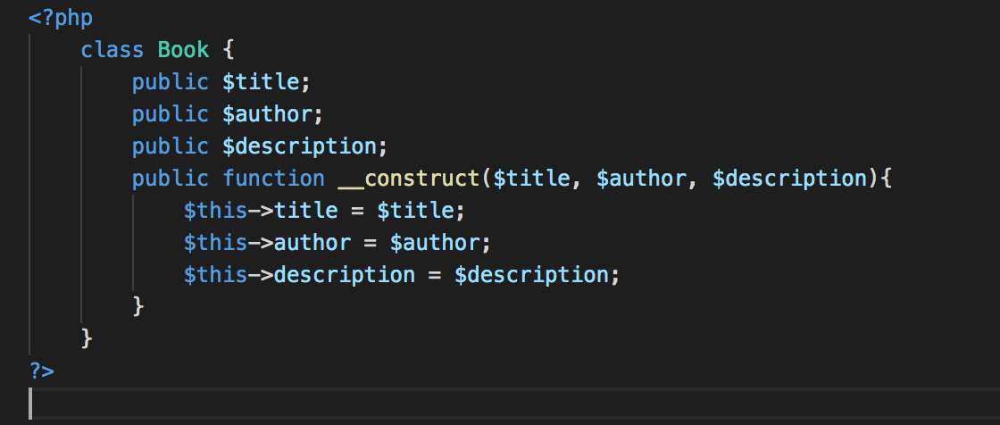 <?php
    class Book {
        public $title;
        public $author;
        public $description;
        public function __construct($title, $author, $description){
            $this->title = $title;
            $this->author = $author;
            $this->description = $description;
        }
    }
?>